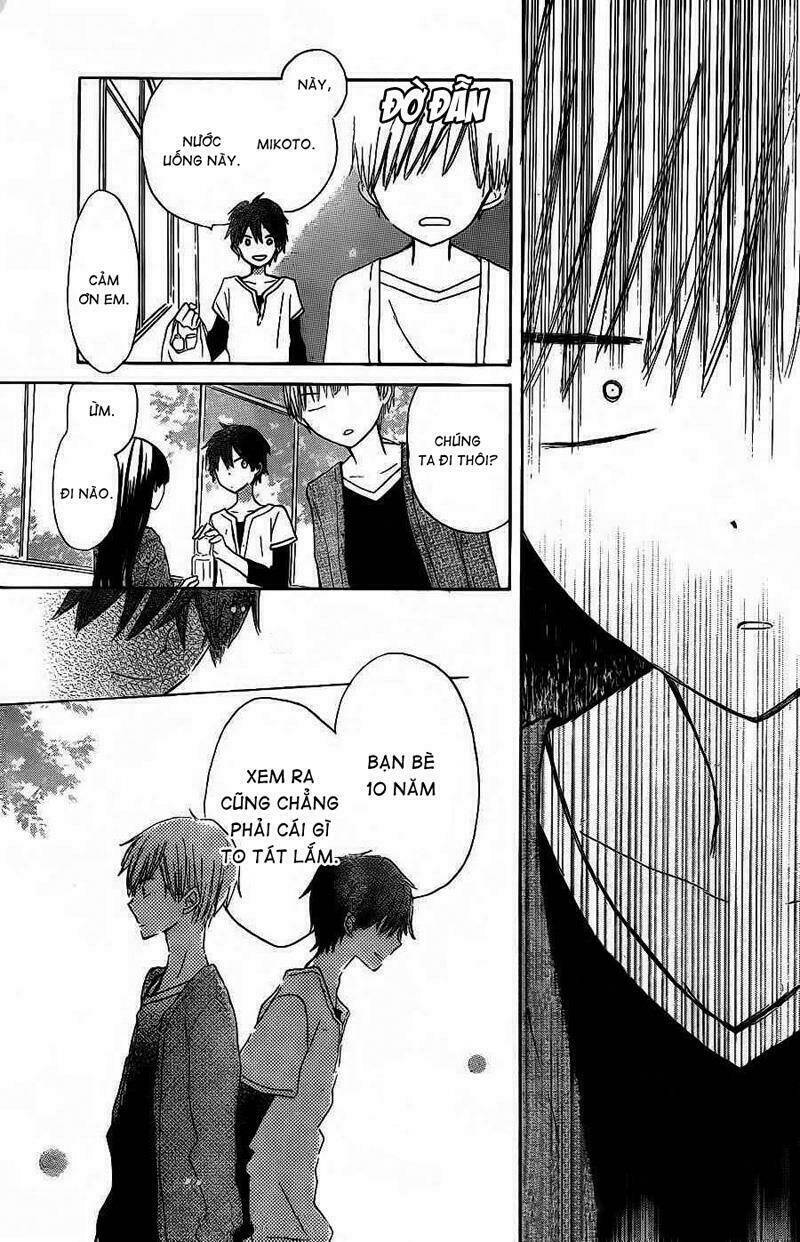 ĐỜ ĐẪN
NÀY,
MIKOTO.
NƯỚC
UỐNG NÀY.
CẢM
ƠN EM.
CHÚNG
TA ĐI THÔI?
ỪM.
ĐI NÀO.
BẠN BÈ
10 NĂM
XEM RA
CŨNG CHẲNG
PHẢI CÁI GÌ
TO TÁT LẮM.